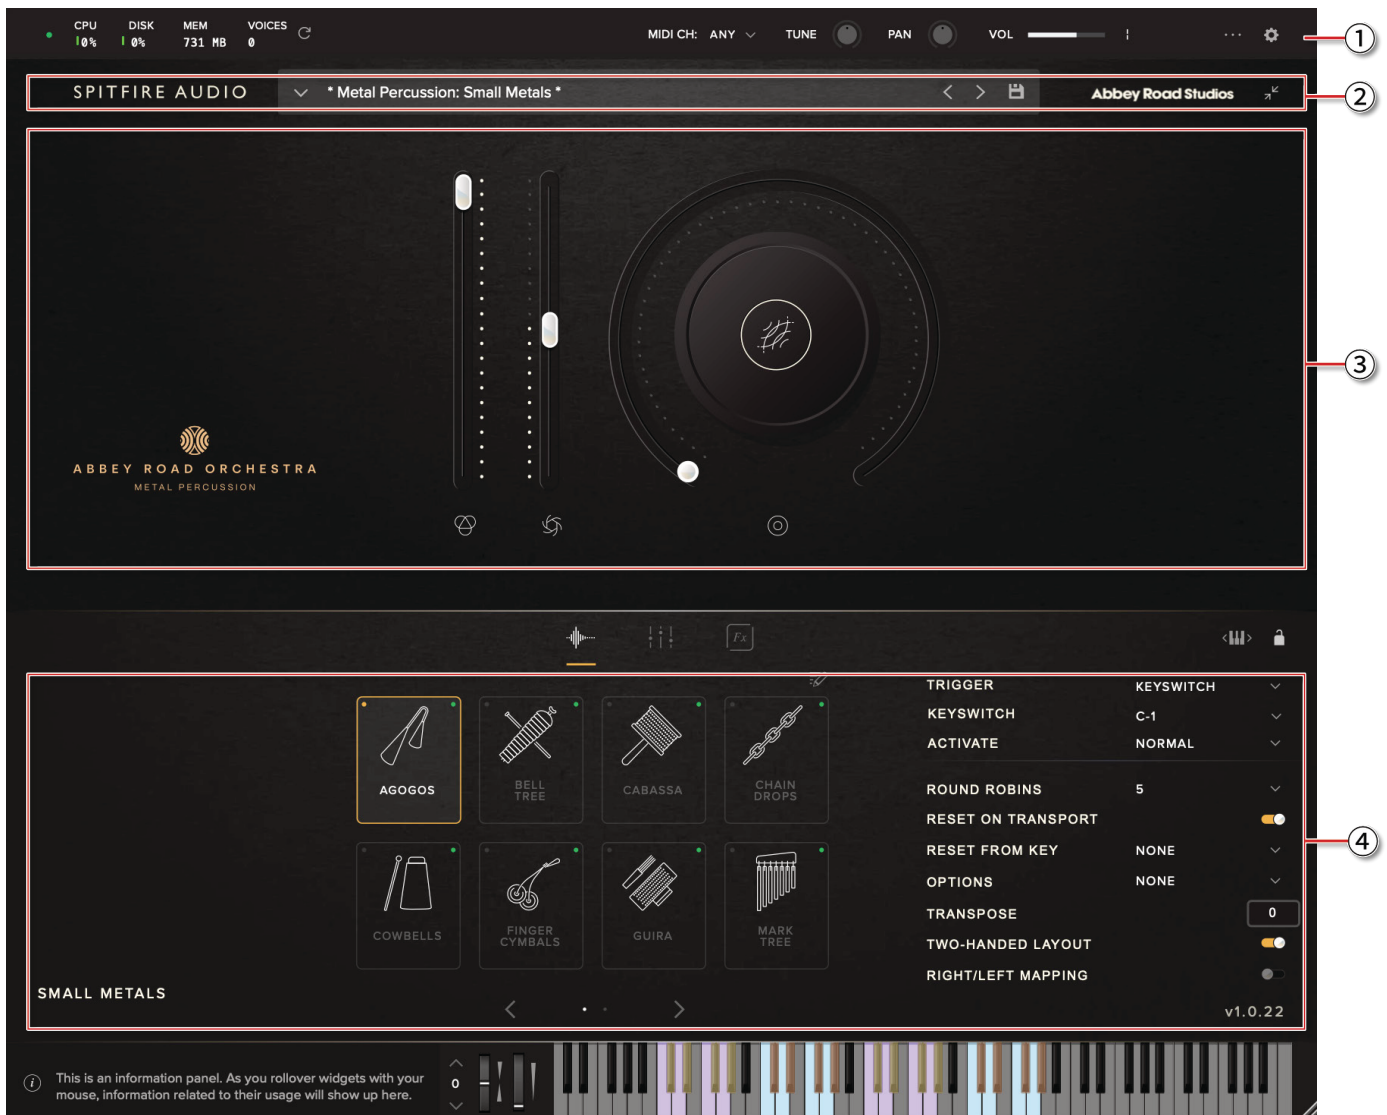 CPU DISK MEM VOICES
0% 0% 731 MB 0
MIDI CH: ANY TUNE PAN VOL
1
SPITFIRE AUDIO
* Metal Percussion: Small Metals *
Abbey Road Studios
2
3
ABBEY ROAD ORCHESTRA
METAL PERCUSSION
Fx
TRIGGER KEYSWITCH
KEYSWITCH C-1
ACTIVATE NORMAL
AGOGOS
BELL
TREE
CABASSA
CHAIN
DROPS
ROUND ROBINS 5
RESET ON TRANSPORT
RESET FROM KEY NONE
4
OPTIONS NONE
TRANSPOSE 0
TWO-HANDED LAYOUT
RIGHT/LEFT MAPPING
COWBELLS
FINGER
CYMBALS
GUIRA
MARK
TREE
SMALL METALS
v1.0.22
This is an information panel. As you rollover widgets with your
mouse, information related to their usage will show up here.
0